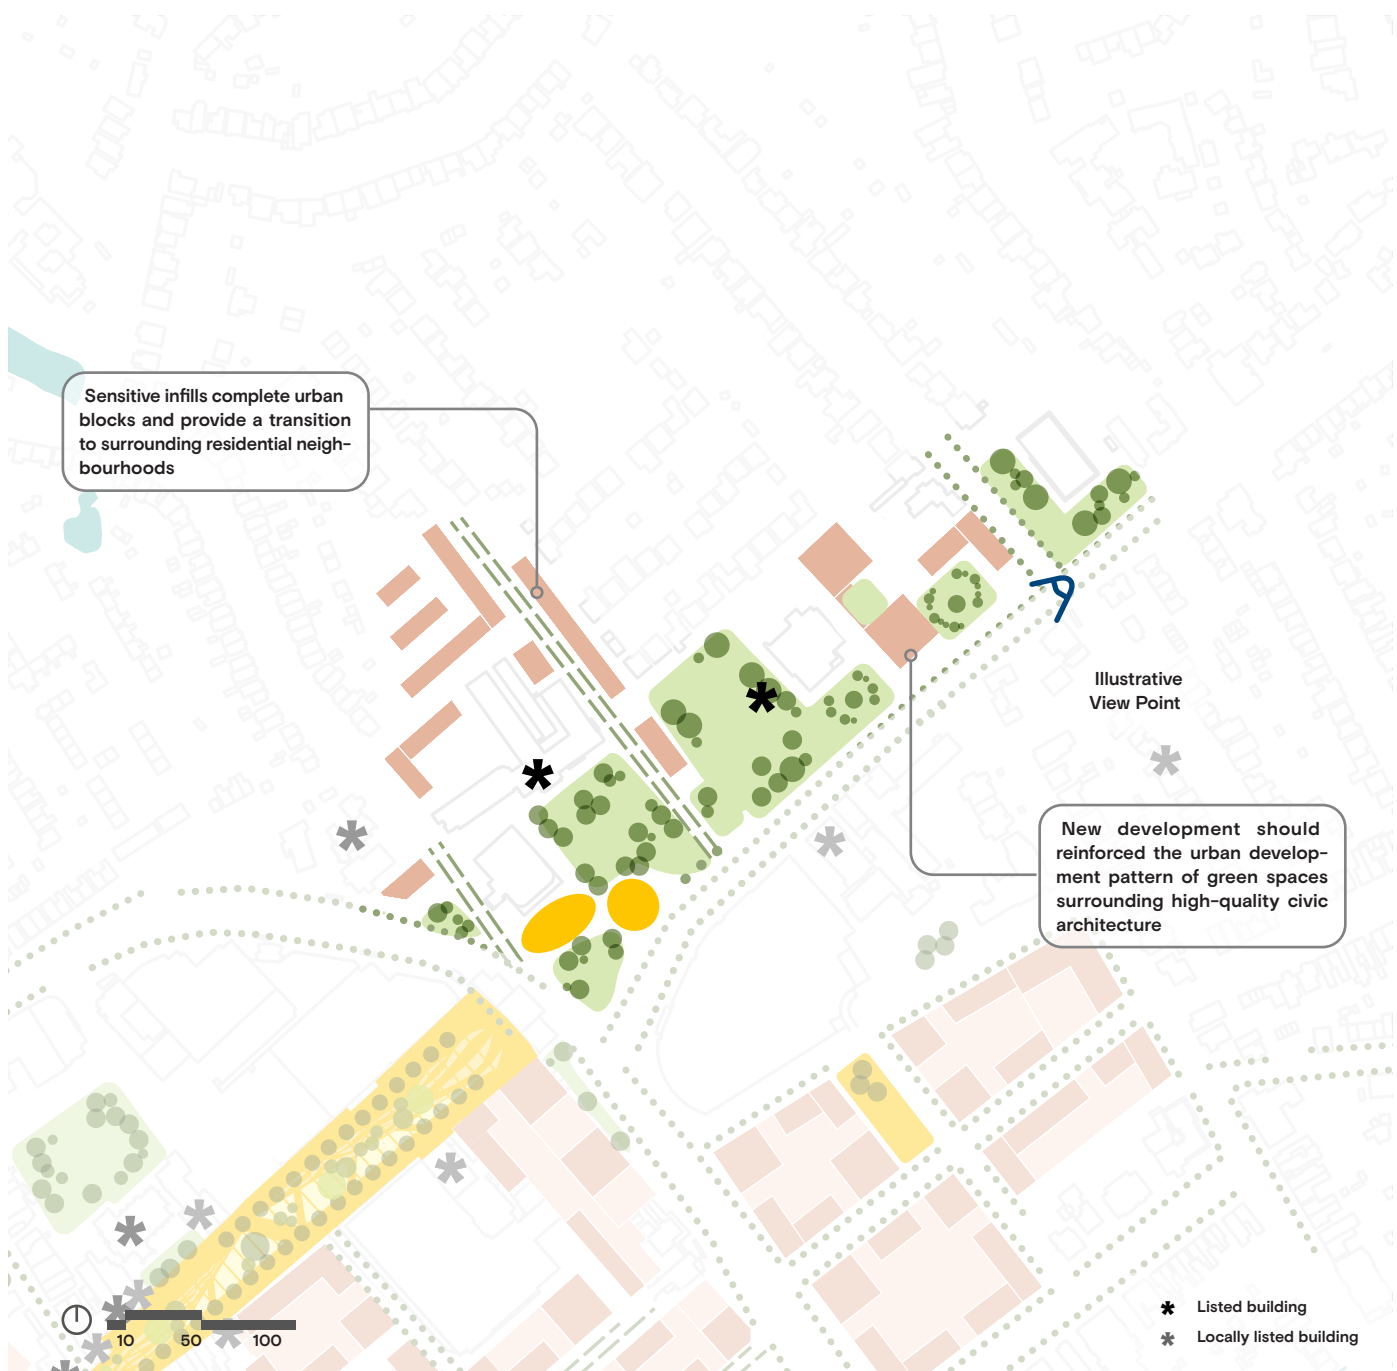 Sensitive infills complete urban
blocks and provide a transition
to surrounding residential neigh-
bourhoods
Illustrative
View Point
New development should
reinforced the urban develop-
ment pattern of green spaces
surrounding high-quality civic
architecture
10 50 100
Listed building
Locally listed building